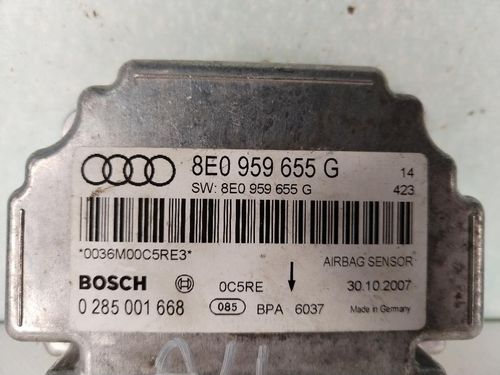 8E0 959 655 G 14
SW: 8E0 959 655 G 423
*0036M00C5RE3* AIRBAG SENSOR
BOSCH 0C5RE 30.10.2007
0 285 001 668 085 BPA 6037 Made in Germany